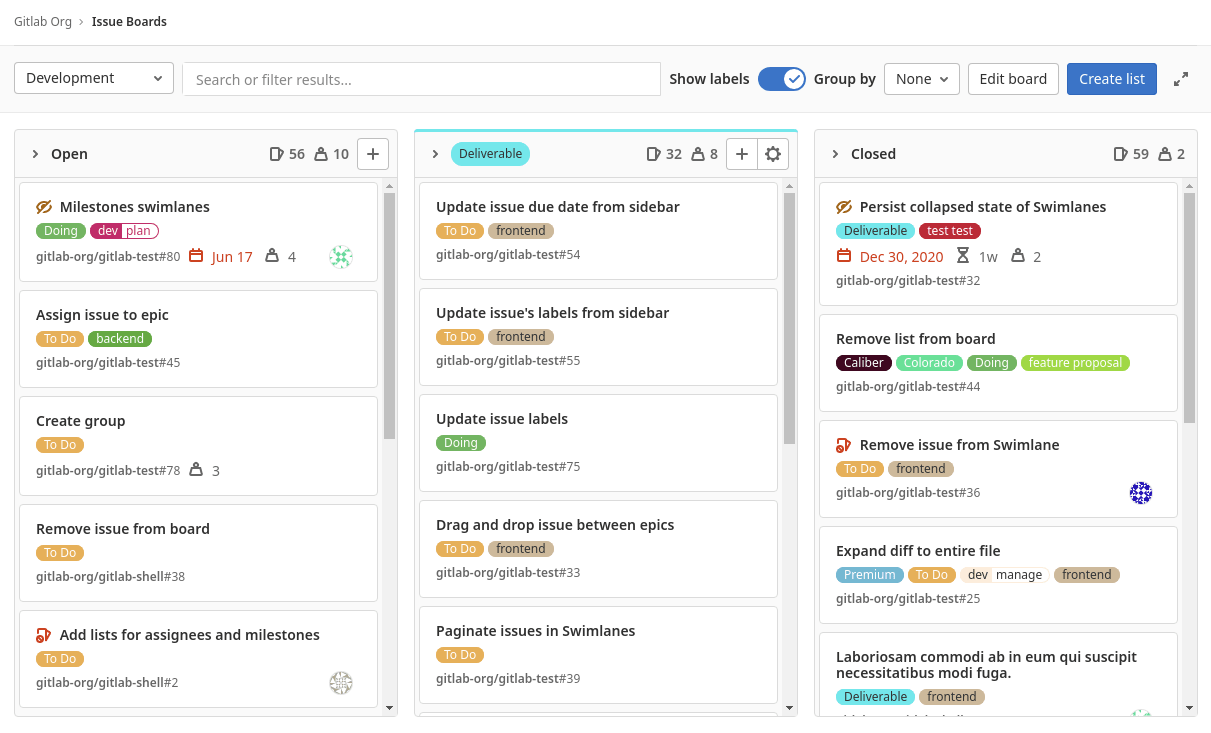 Gitlab Org › Issue Boards
Development
Search or filter results...
Show labels
Group by
None
Edit board
Create list
Open 56 10
Milestones swimlanes
Doing dev plan
gitlab-org/gitlab-test#80 Jun 17 4
Assign issue to epic
To Do backend
gitlab-org/gitlab-test#45
Create group
To Do
gitlab-org/gitlab-test#78 3
Remove issue from board
To Do
gitlab-org/gitlab-shell#38
Add lists for assignees and milestones
To Do
gitlab-org/gitlab-shell#2
Deliverable 32 8
Update issue due date from sidebar
To Do frontend
gitlab-org/gitlab-test#54
Update issue's labels from sidebar
To Do frontend
gitlab-org/gitlab-test#55
Update issue labels
Doing
gitlab-org/gitlab-test#75
Drag and drop issue between epics
To Do frontend
gitlab-org/gitlab-test#33
Paginate issues in Swimlanes
To Do
gitlab-org/gitlab-test#39
Closed 59 2
Persist collapsed state of Swimlanes
Deliverable test test
Dec 30, 2020 1w 2
gitlab-org/gitlab-test#32
Remove list from board
Caliber Colorado Doing feature proposal
gitlab-org/gitlab-test#44
Remove issue from Swimlane
To Do frontend
gitlab-org/gitlab-test#36
Expand diff to entire file
Premium To Do dev manage frontend
gitlab-org/gitlab-test#25
Laboriosam commodi ab in eum qui suscipit
necessitatibus modi fuga.
Deliverable frontend